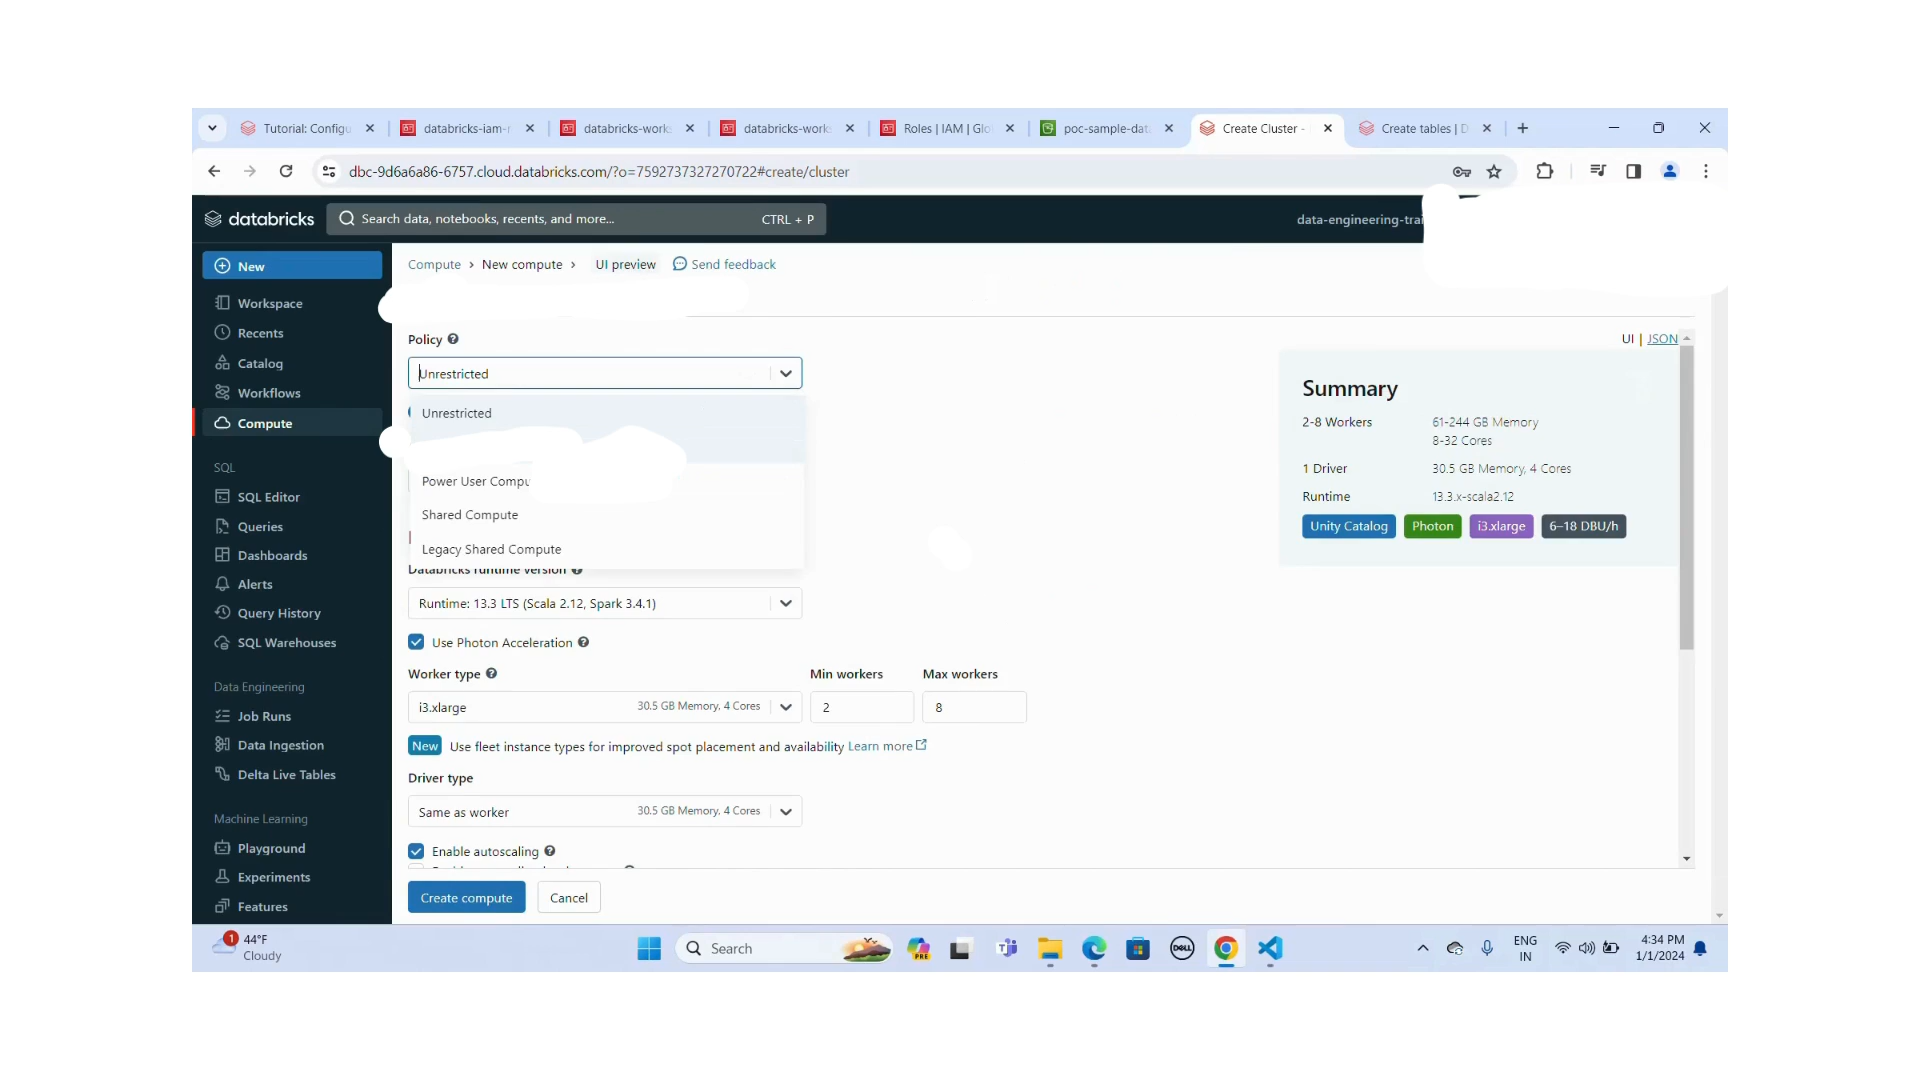 Tutorial: Configu
databricks-iam-r
databricks-works
databricks-works
Roles | IAM | Glo
poc-sample-dat
Create Cluster -
Create tables | D
dbc-9d6a6a86-6757.cloud.databricks.com/?o=7592737327270722#create/cluster
databricks
Search data, notebooks, recents, and more...
CTRL + P
data-engineering-trai
New
Workspace
Recents
Catalog
Workflows
Compute
SQL
SQL Editor
Queries
Dashboards
Alerts
Query History
SQL Warehouses
Data Engineering
Job Runs
Data Ingestion
Delta Live Tables
Machine Learning
Playground
Experiments
Features
Compute > New compute > UI preview Send feedback
Policy
Unrestricted
Unrestricted
Power User Compu
Shared Compute
Legacy Shared Compute
Databricks runtime version
Runtime: 13.3 LTS (Scala 2.12, Spark 3.4.1)
Use Photon Acceleration
Worker type
Min workers
Max workers
i3.xlarge
30.5 GB Memory, 4 Cores
2
8
New Use fleet instance types for improved spot placement and availability Learn more
Driver type
Same as worker
30.5 GB Memory, 4 Cores
Enable autoscaling
Create compute
Cancel
UI | JSON
Summary
2-8 Workers
61-244 GB Memory
8-32 Cores
1 Driver
30.5 GB Memory, 4 Cores
Runtime
13.3.x-scala2.12
Unity Catalog
Photon
i3.xlarge
6–18 DBU/h
1
44°F
Cloudy
Search
PRE
DELL
ENG
IN
4:34 PM
1/1/2024